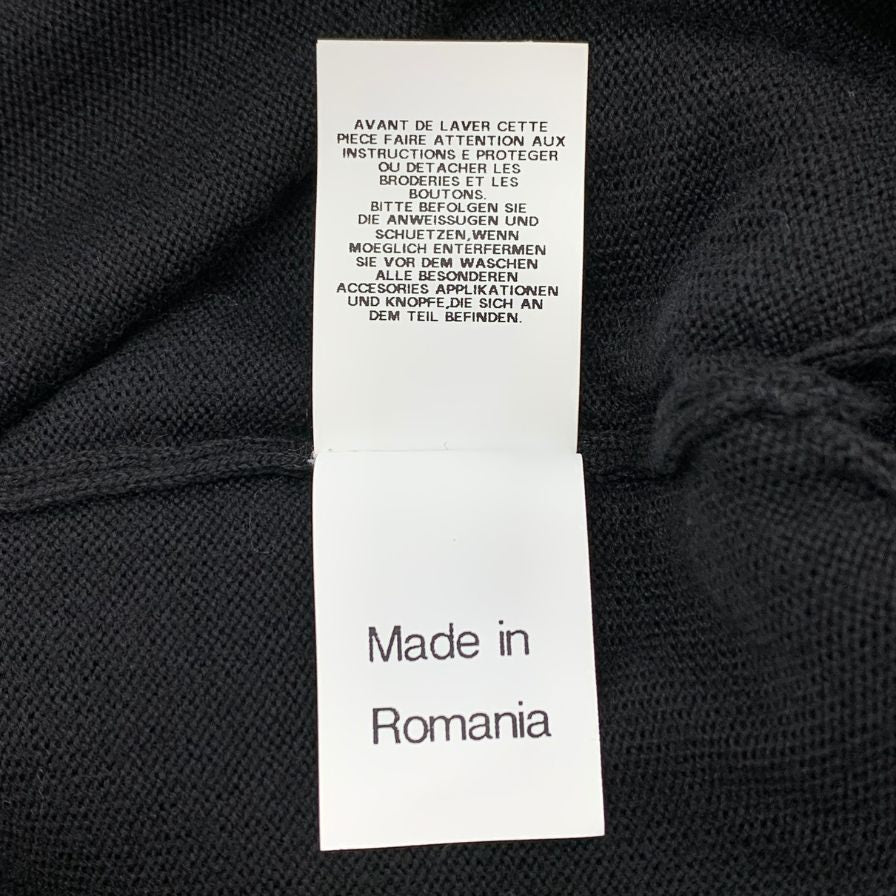 AVANT DE LAVER CETTE
PIECE FAIRE ATTENTION AUX
INSTRUCTIONS E PROTEGER
OU DETACHER LES
BRODERIES ET LES
BOUTONS.
BITTE BEFOLGEN SIE
DIE ANWEISSUGEN UND
SCHUETZEN,WENN
MOEGLICH ENTERFERMEN
SIE VOR DEM WASCHEN
ALLE BESONDEREN
ACCESORIES APPLIKATIONEN
UND KNOPFE,DIE SICH AN
DEM TEIL BEFINDEN.
Made in
Romania